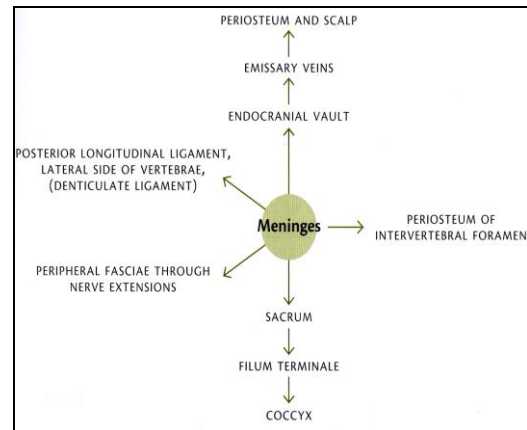 PERIOSTEUM AND SCALP
EMISSARY VEINS
ENDOCRANIAL VAULT
POSTERIOR LONGITUDINAL LIGAMENT,
LATERAL SIDE OF VERTEBRAE,
(DENTICULATE LIGAMENT)
Meninges
PERIOSTEUM OF
INTERVERTEBRAL FORAMEN
PERIPHERAL FASCIAE THROUGH
NERVE EXTENSIONS
SACRUM
FILUM TERMINALE
COCCYX